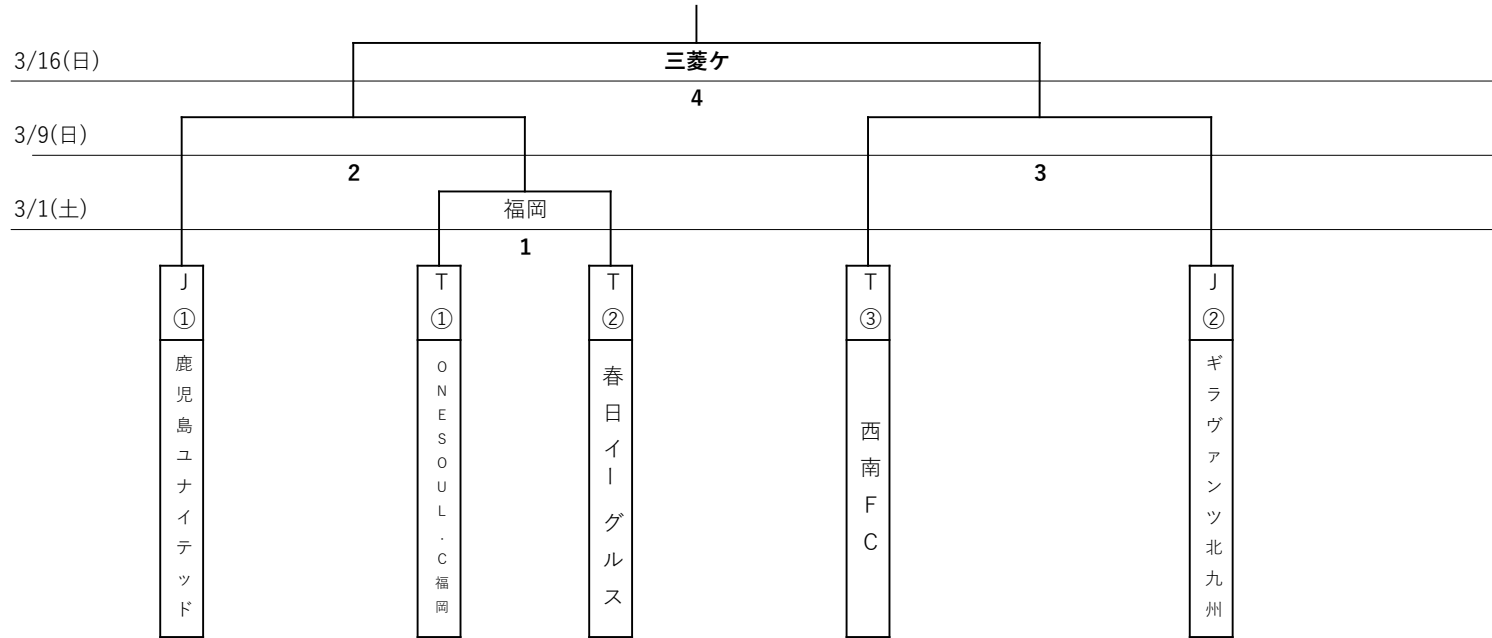 3/16(日)
三菱ケ
4
3/9(日)
2
3
3/1(土)
福岡
1
J
①
鹿児島ユナイテッド
T
①
ONESOUL.C福岡
T
②
春日イーグルス
T
③
西南FC
J
②
ギラヴァンツ北九州